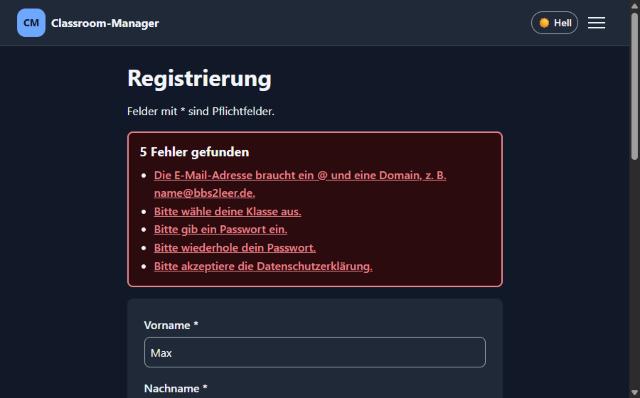 CM Classroom-Manager
Hell
Registrierung
Felder mit * sind Pflichtfelder.
5 Fehler gefunden
Die E-Mail-Adresse braucht ein @ und eine Domain, z. B.
name@bbs2leer.de.
Bitte wähle deine Klasse aus.
Bitte gib ein Passwort ein.
Bitte wiederhole dein Passwort.
Bitte akzeptiere die Datenschutzerklärung.
Vorname *
Max
Nachname *